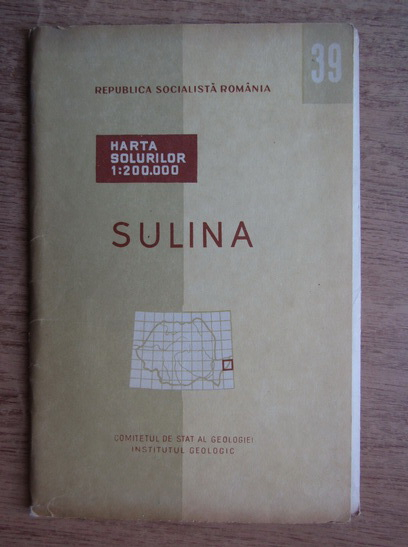 39
REPUBLICA SOCIALISTĂ ROMÂNIA
HARTA
SOLURILOR
1:200.000
SULINA
COMITETUL DE STAT AL GEOLOGIEI
INSTITUTUL GEOLOGIC